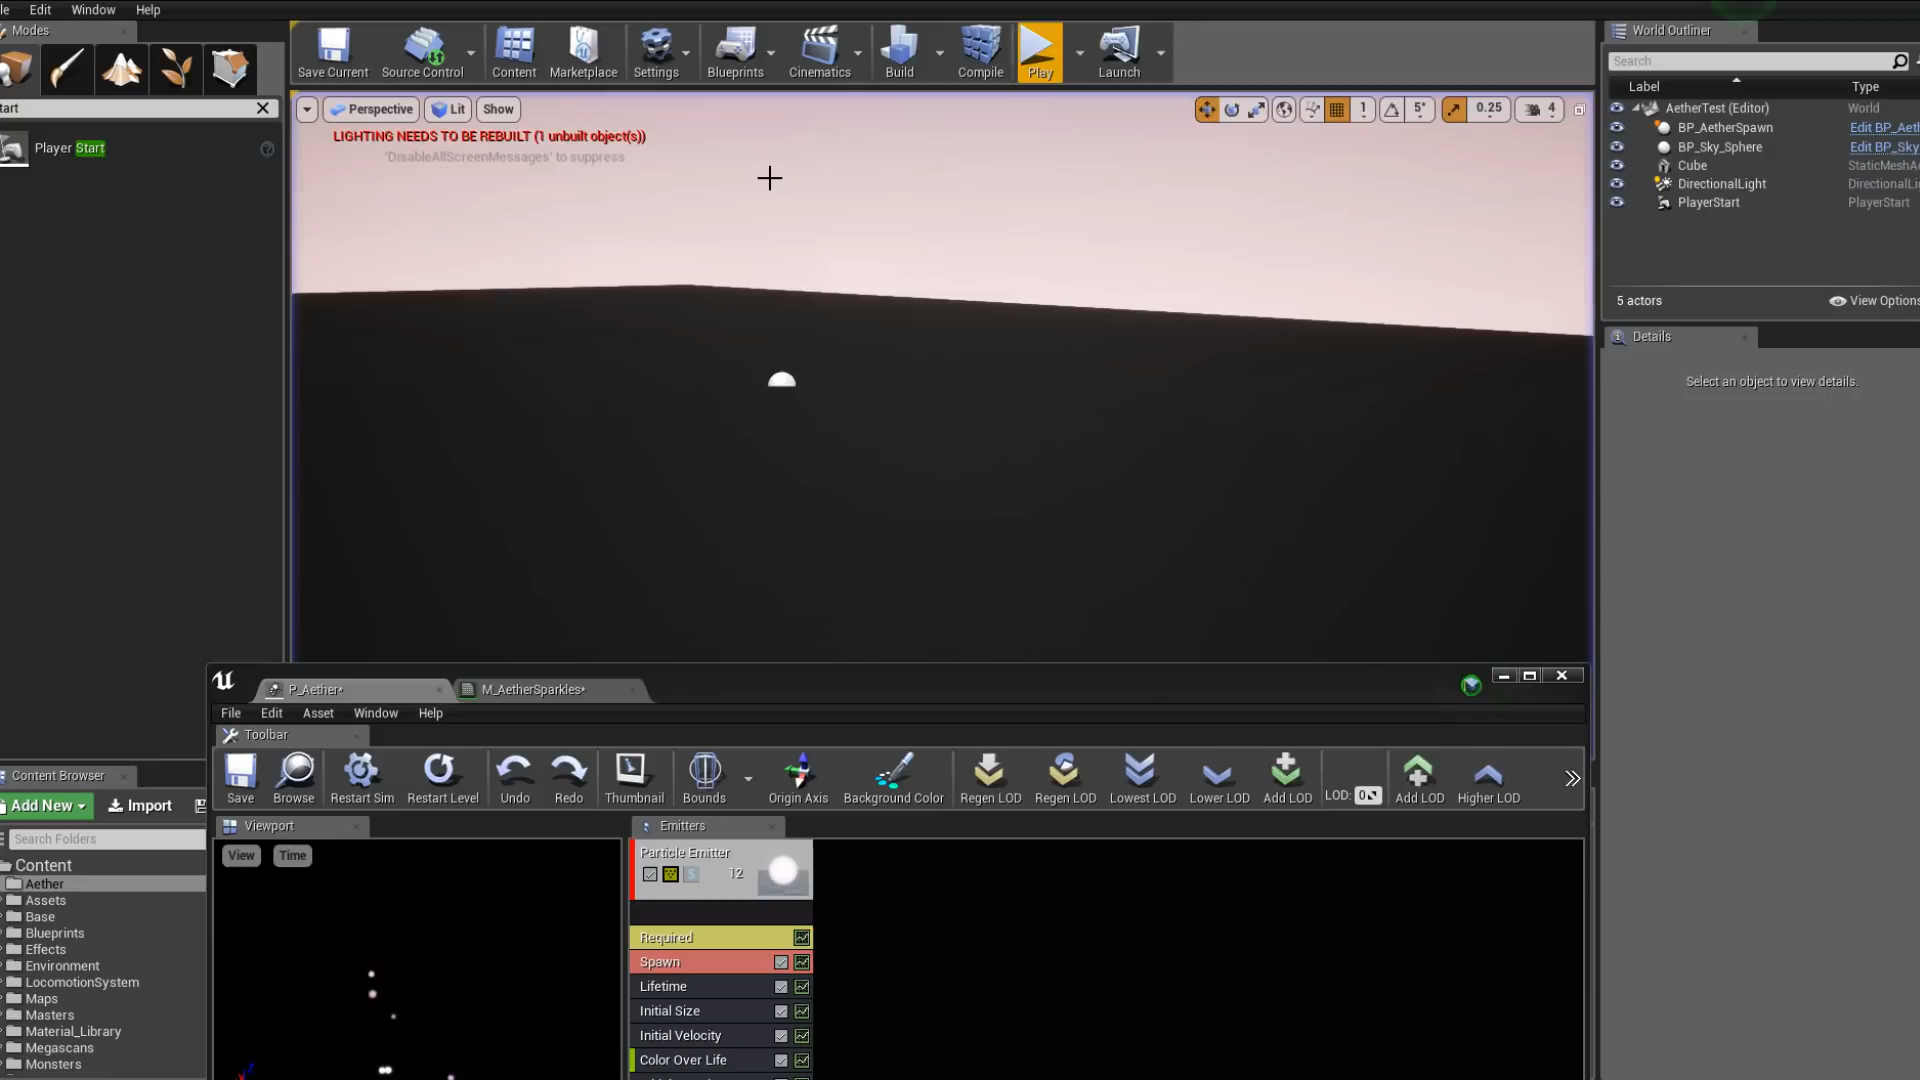 le Edit Window Help
Modes
tart
Player Start
Save Current
Source Control
Content
Marketplace
Settings
Blueprints
Cinematics
Build
Compile
Play
Launch
Perspective
Lit
Show
1
5°
0.25
4
LIGHTING NEEDS TO BE REBUILT (1 unbuilt object(s))
'DisableAllScreenMessages' to suppress
World Outliner
Search...
Label Type
AetherTest (Editor) World
BP_AetherSpawn Edit BP_Aeth
BP_Sky_Sphere Edit BP_Sky
Cube StaticMeshAc
DirectionalLight DirectionalLi
PlayerStart PlayerStart
5 actors View Options
Details
Select an object to view details.
P_Aether*
M_AetherSparkles*
File Edit Asset Window Help
Toolbar
Save
Browse
Restart Sim
Restart Level
Undo
Redo
Thumbnail
Bounds
Origin Axis
Background Color
Regen LOD
Regen LOD
Lowest LOD
Lower LOD
Add LOD
LOD: 0
Add LOD
Higher LOD
Viewport
View
Time
Emitters
Particle Emitter
S
12
Required
Spawn
Lifetime
Initial Size
Initial Velocity
Color Over Life
Content Browser
Add New
Import
Search Folders
Content
Aether
Assets
Base
Blueprints
Effects
Environment
LocomotionSystem
Maps
Masters
Material_Library
Megascans
Monsters